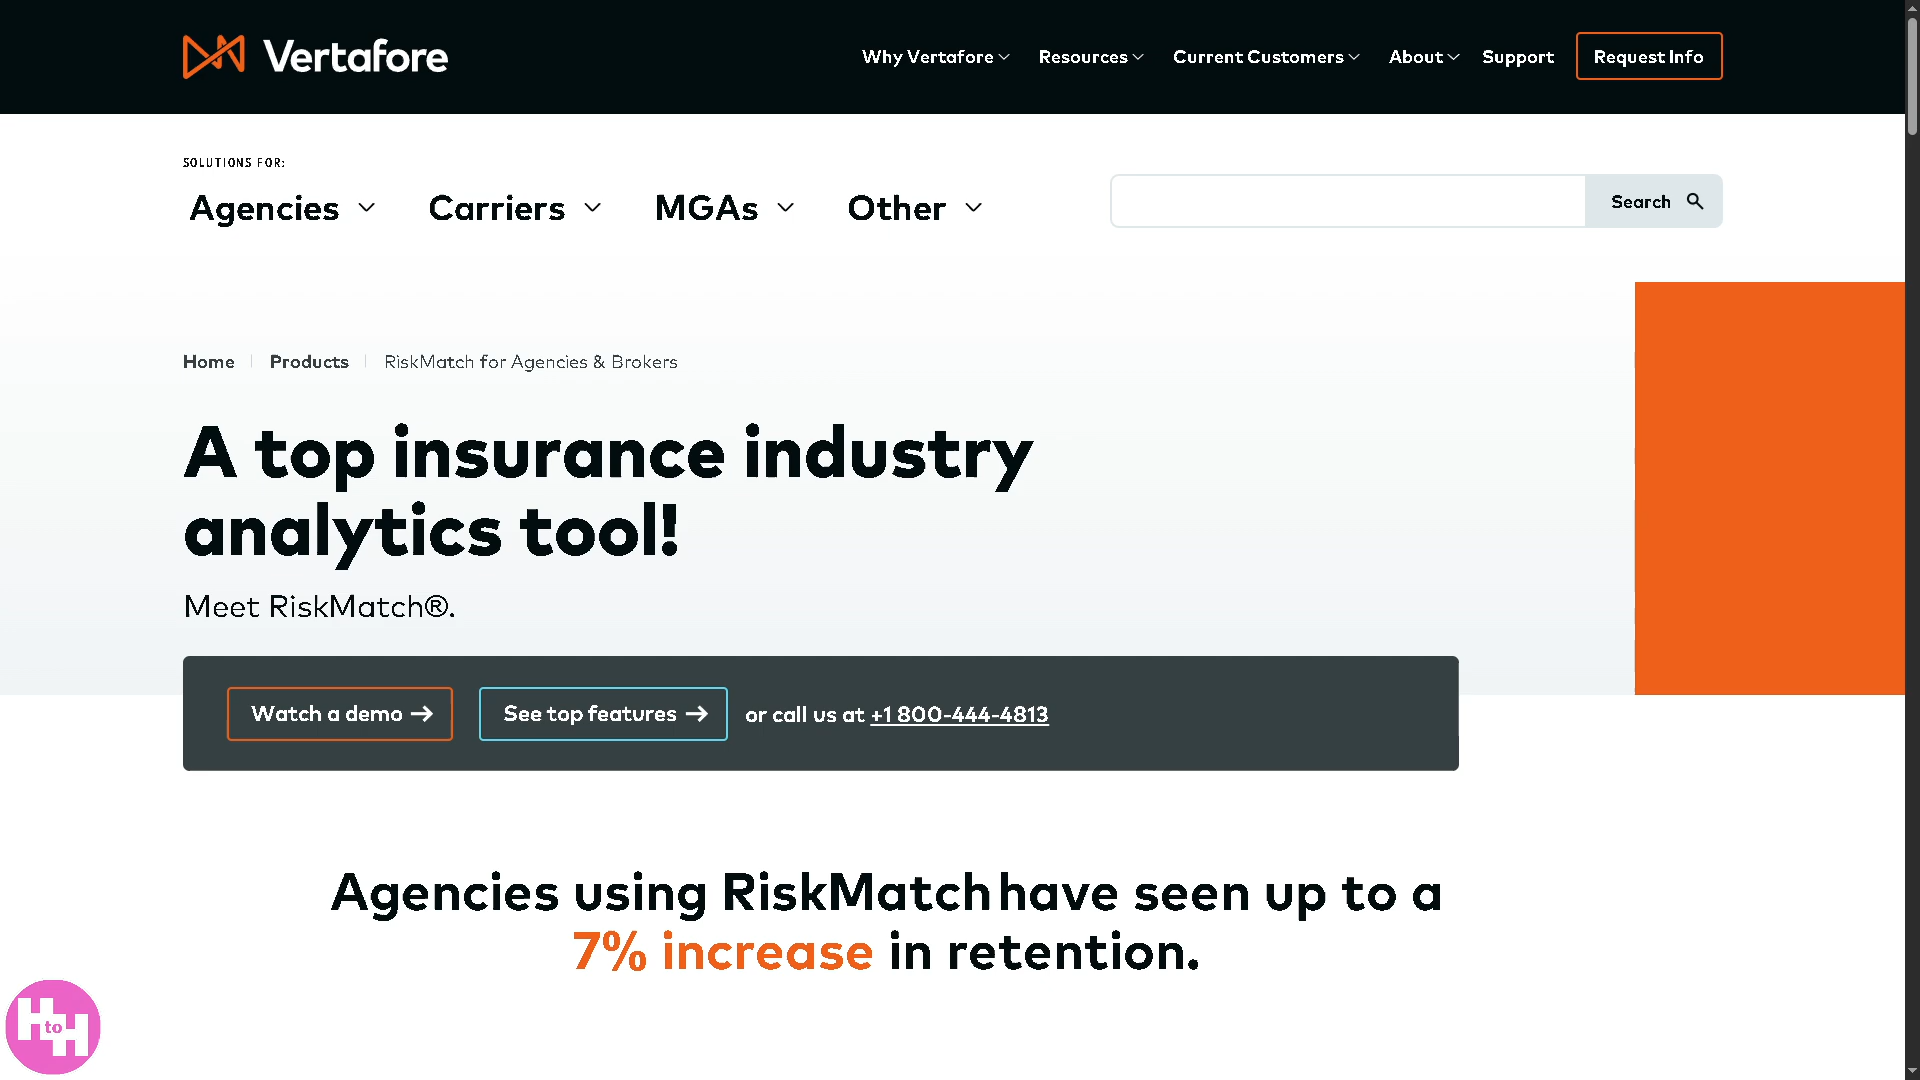 Vertafore
Why Vertafore
Resources
Current Customers
About
Support
Request Info
SOLUTIONS FOR:
Agencies
Carriers
MGAs
Other
Search
Home
Products
RiskMatch for Agencies & Brokers
A top insurance industry
analytics tool!
Meet RiskMatch®.
Watch a demo →
See top features →
or call us at +1 800-444-4813
Agencies using RiskMatch have seen up to a
7% increase in retention.
H to H